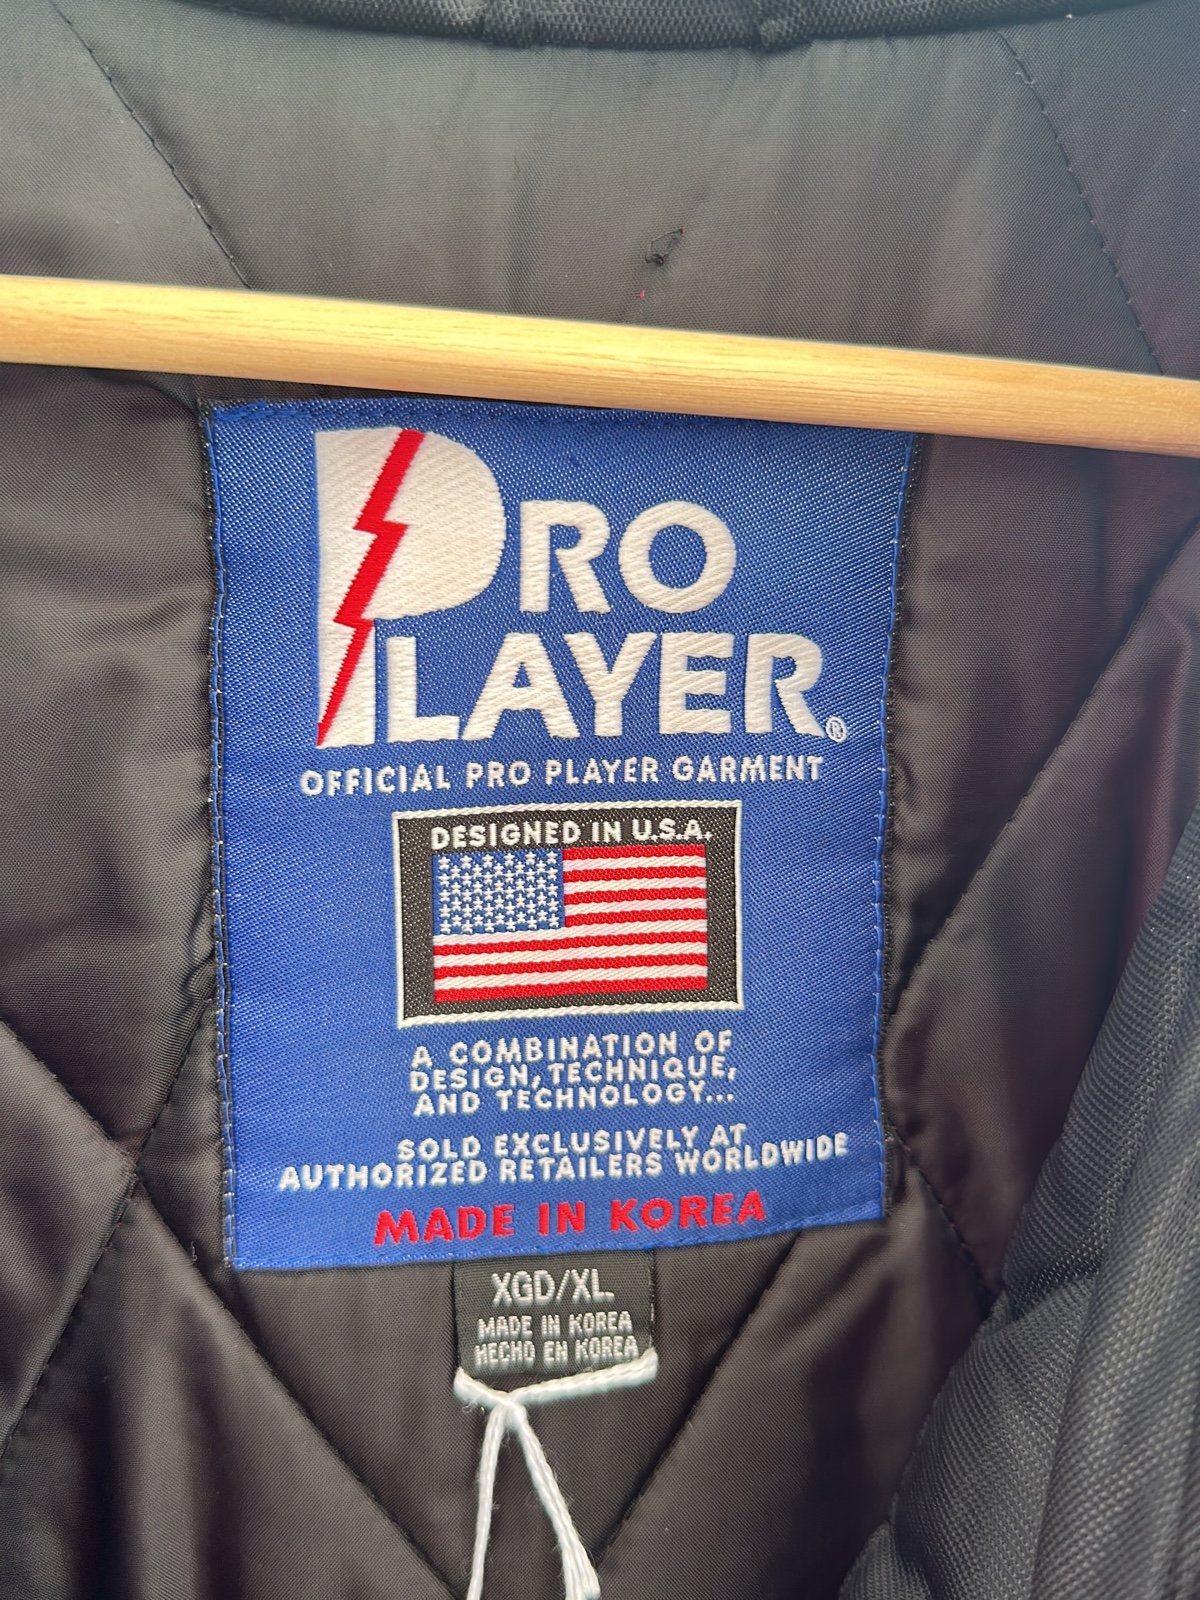 PRO
PLAYER®
OFFICIAL PRO PLAYER GARMENT
DESIGNED IN U.S.A.
A COMBINATION OF
DESIGN, TECHNIQUE,
AND TECHNOLOGY...
SOLD EXCLUSIVELY AT
AUTHORIZED RETAILERS WORLDWIDE
MADE IN KOREA
XGD/XL
MADE IN KOREA
HECHO EN KOREA